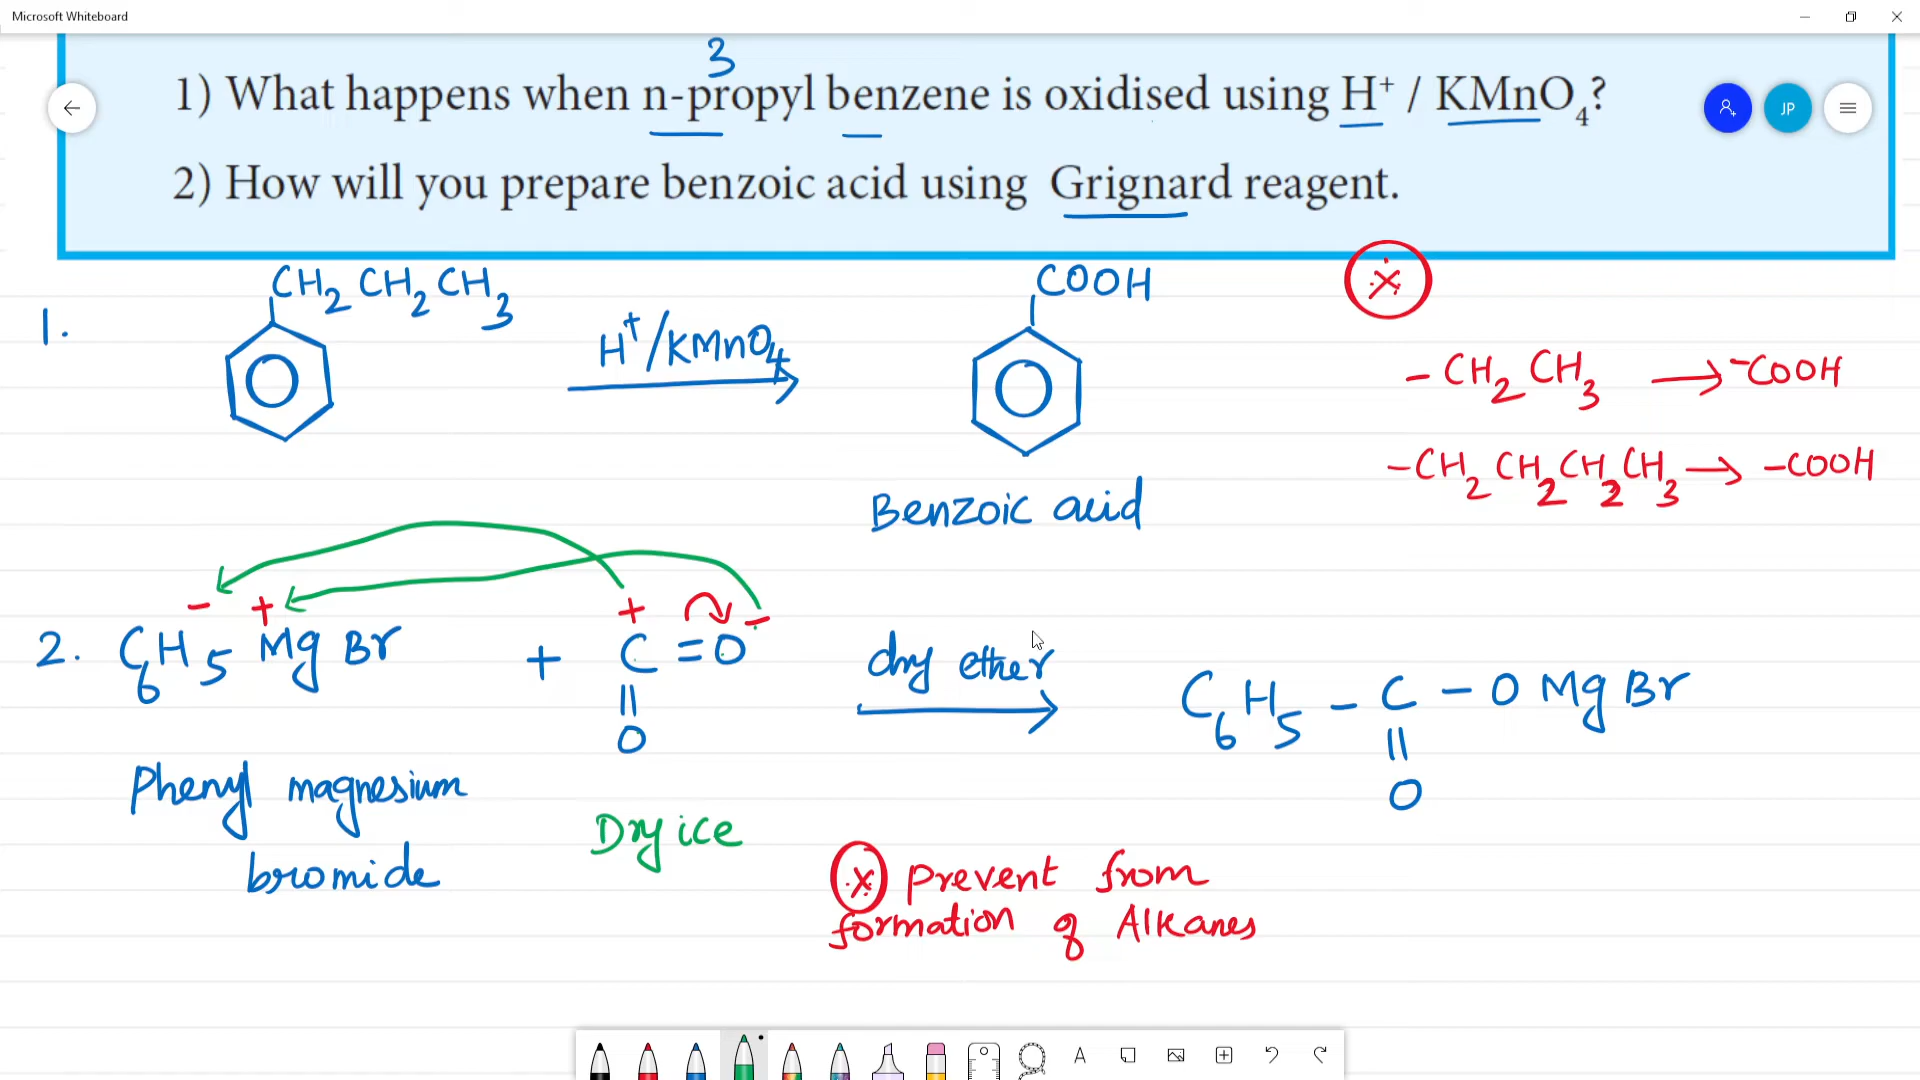 Microsoft Whiteboard
3
1) What happens when n-propyl benzene is oxidised using H⁺ / KMnO₄?
JP
2) How will you prepare benzoic acid using Grignard reagent.
1.
CH₂ CH₂ CH₃
H⁺/KMnO₄
COOH
Benzoic acid
- CH₂ CH₃ → -COOH
-CH₂ CH₂ CH₂ CH₃ → -COOH
- + + -
2. C₆H₅ Mg Br + C = O
||
O
dry ether
C₆H₅ - C - O Mg Br
||
O
Phenyl magnesium
bromide
Dry ice
x prevent from
formation of Alkanes
A